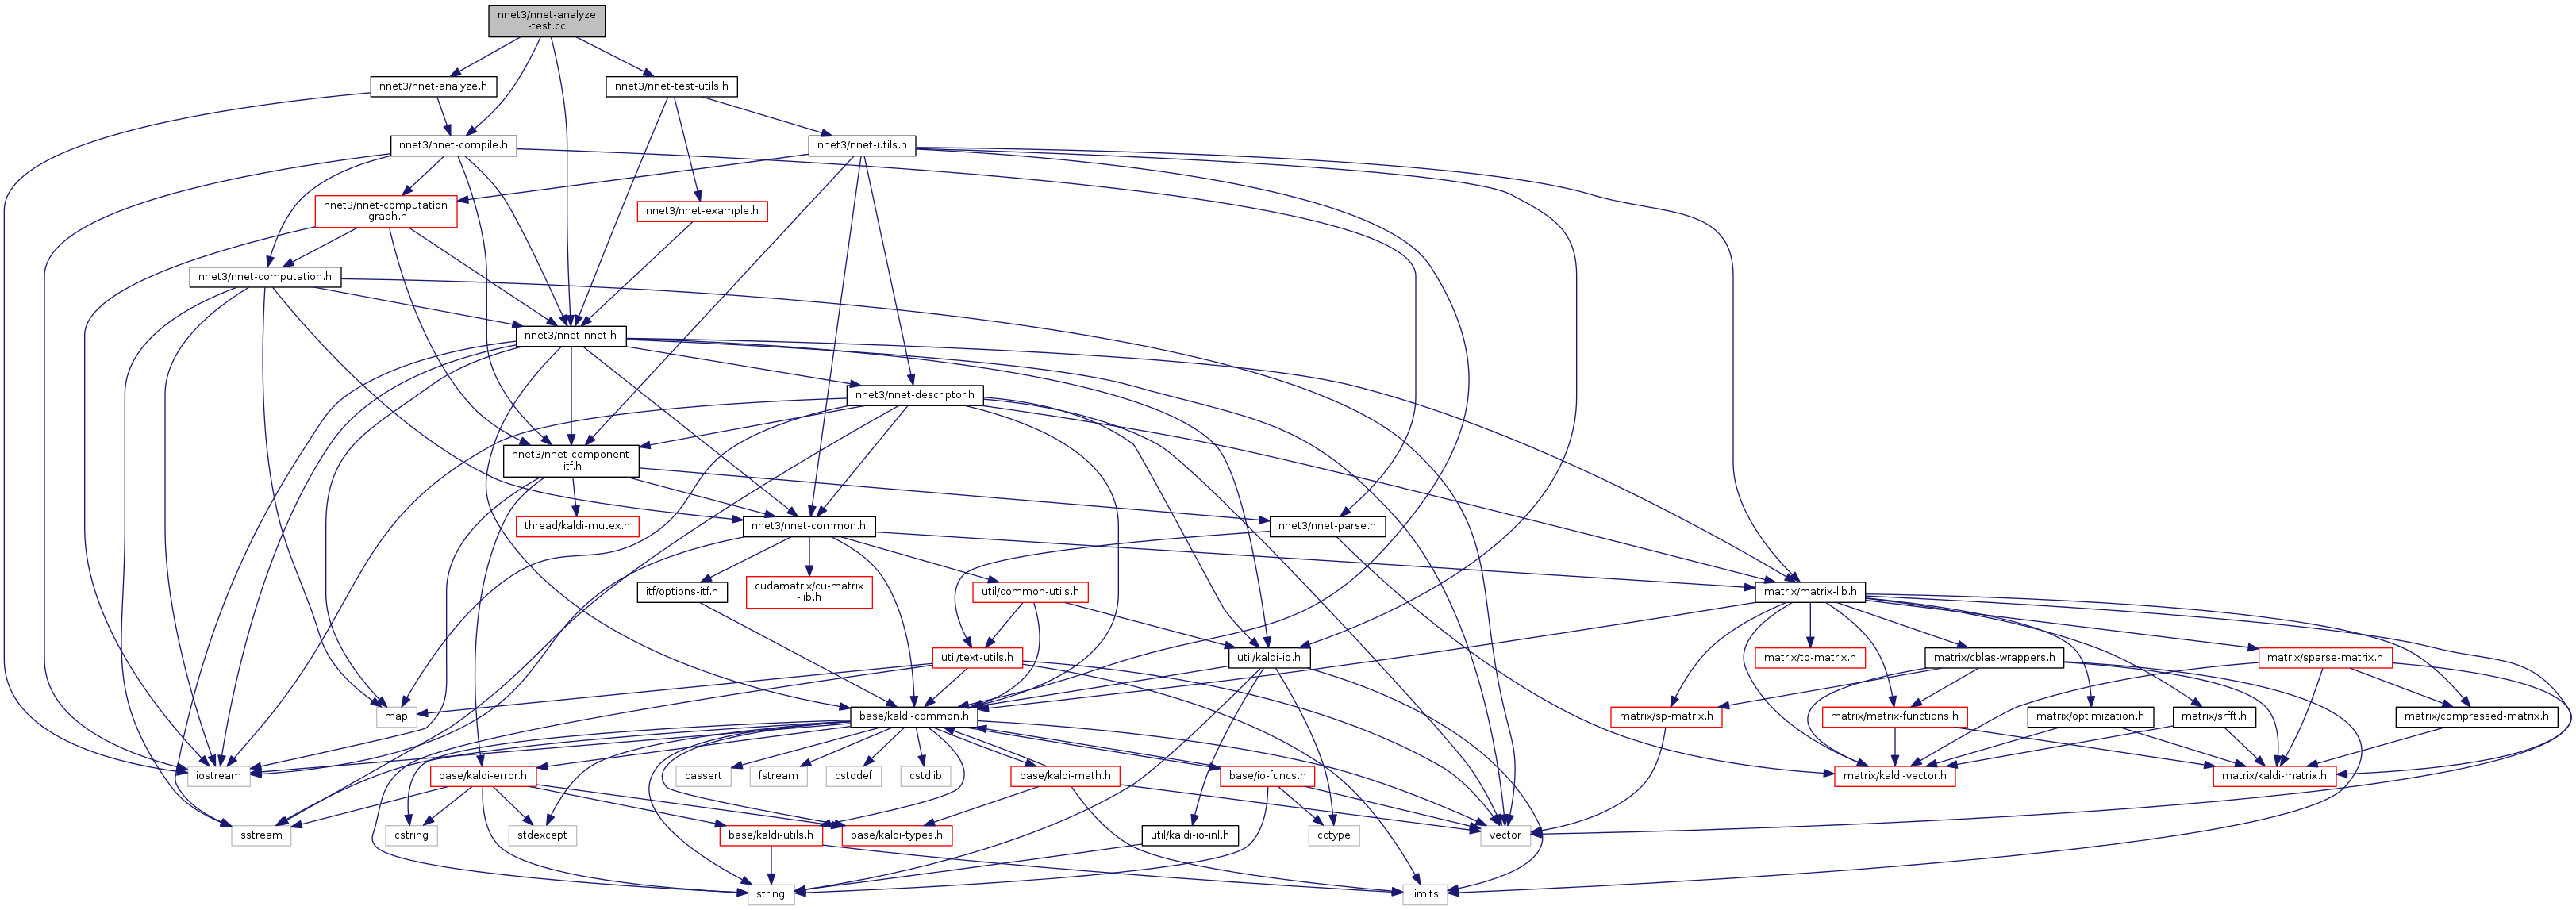 nnet3/nnet-analyze
-test.cc
nnet3/nnet-analyze.h
nnet3/nnet-test-utils.h
nnet3/nnet-compile.h
nnet3/nnet-utils.h
nnet3/nnet-computation
-graph.h
nnet3/nnet-example.h
nnet3/nnet-computation.h
nnet3/nnet-nnet.h
nnet3/nnet-descriptor.h
nnet3/nnet-component
-itf.h
thread/kaldi-mutex.h
nnet3/nnet-common.h
nnet3/nnet-parse.h
itf/options-itf.h
cudamatrix/cu-matrix
-lib.h
util/common-utils.h
matrix/matrix-lib.h
util/text-utils.h
util/kaldi-io.h
matrix/tp-matrix.h
matrix/cblas-wrappers.h
matrix/sparse-matrix.h
map
base/kaldi-common.h
matrix/sp-matrix.h
matrix/matrix-functions.h
matrix/optimization.h
matrix/srfft.h
matrix/compressed-matrix.h
iostream
base/kaldi-error.h
cassert
fstream
cstddef
cstdlib
base/kaldi-math.h
base/io-funcs.h
matrix/kaldi-vector.h
matrix/kaldi-matrix.h
sstream
cstring
stdexcept
base/kaldi-utils.h
base/kaldi-types.h
util/kaldi-io-inl.h
cctype
vector
string
limits